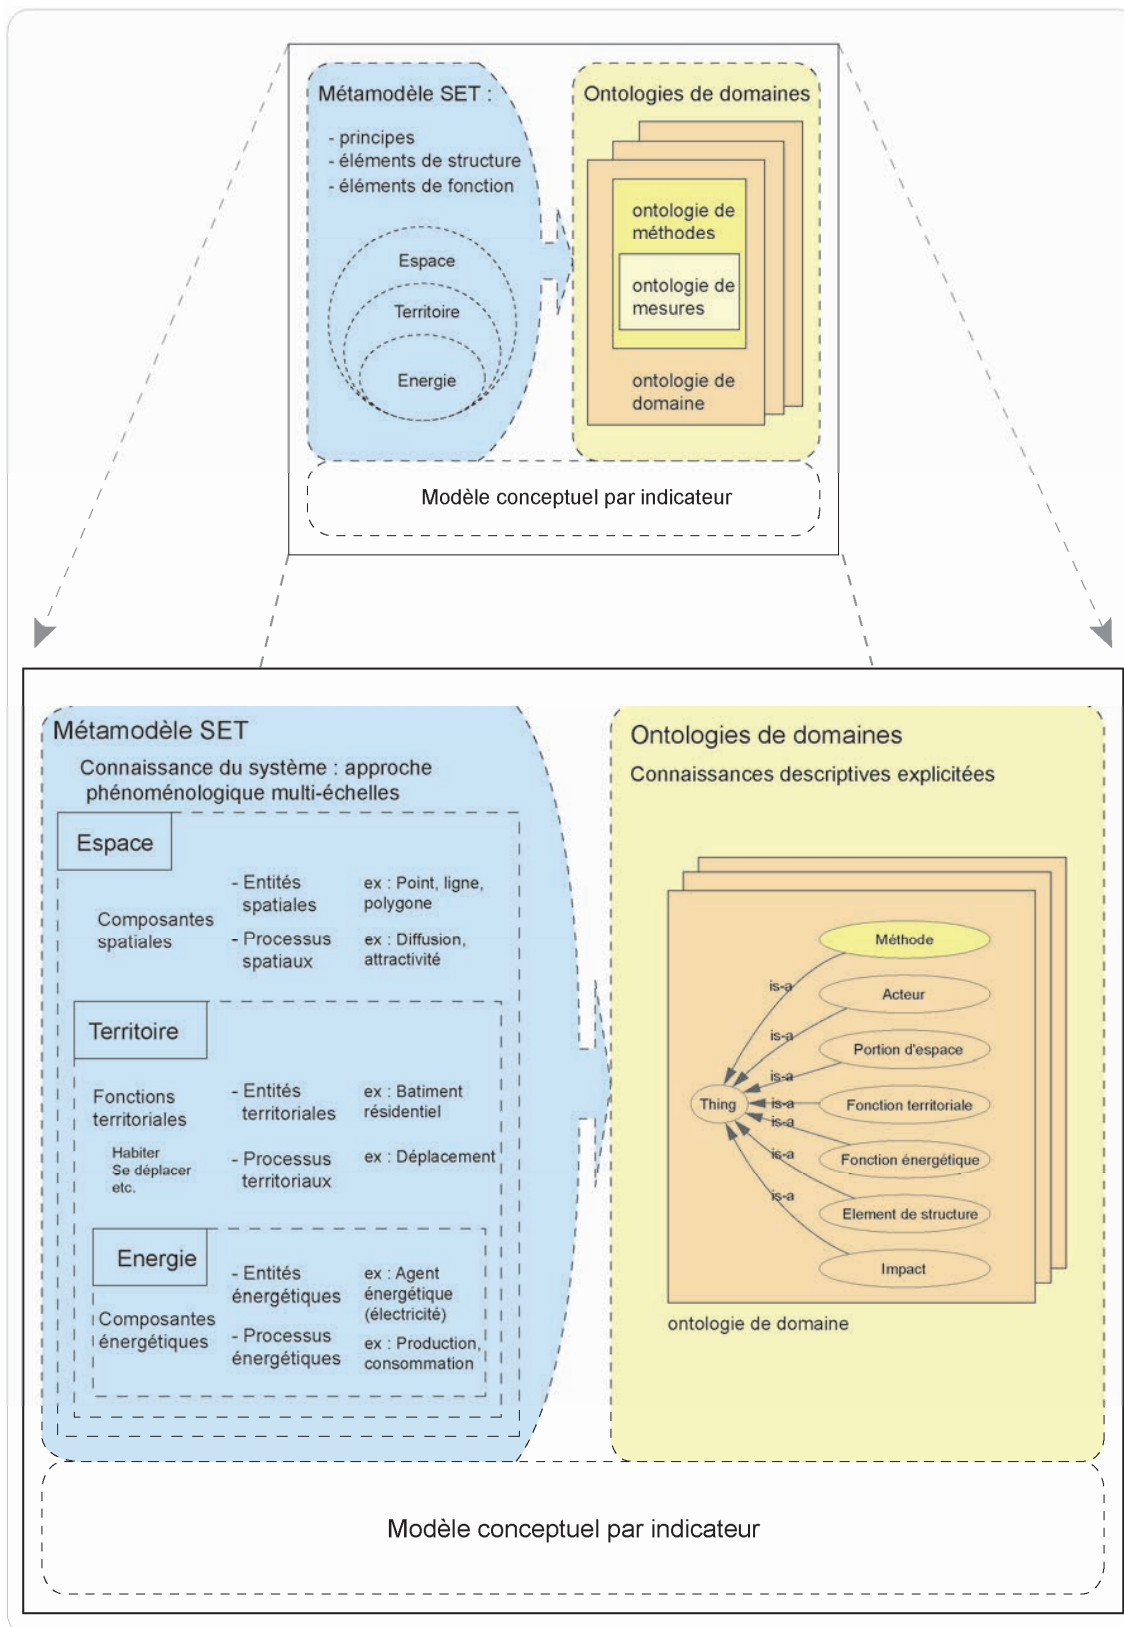 Métamodèle SET :
- principes
- éléments de structure
- éléments de fonction
Espace
Territoire
Energie
Ontologies de domaines
ontologie de
méthodes
ontologie de
mesures
ontologie de
domaine
Modèle conceptuel par indicateur
Métamodèle SET
Connaissance du système : approche
phénoménologique multi-échelles
Espace
Composantes
spatiales
- Entités
spatiales
ex : Point, ligne,
polygone
- Processus
spatiaux
ex : Diffusion,
attractivité
Territoire
Fonctions
territoriales
Habiter
Se déplacer
etc.
- Entités
territoriales
ex : Batiment
résidentiel
- Processus
territoriaux
ex : Déplacement
Energie
Composantes
énergétiques
- Entités
énergétiques
ex : Agent
énergétique
(électricité)
- Processus
énergétiques
ex : Production,
consommation
Ontologies de domaines
Connaissances descriptives explicitées
Méthode
is-a
Acteur
is-a
Portion d'espace
is-a
Thing
is-a
Fonction territoriale
is-a
Fonction énergétique
is-a
Element de structure
is-a
Impact
ontologie de domaine
Modèle conceptuel par indicateur